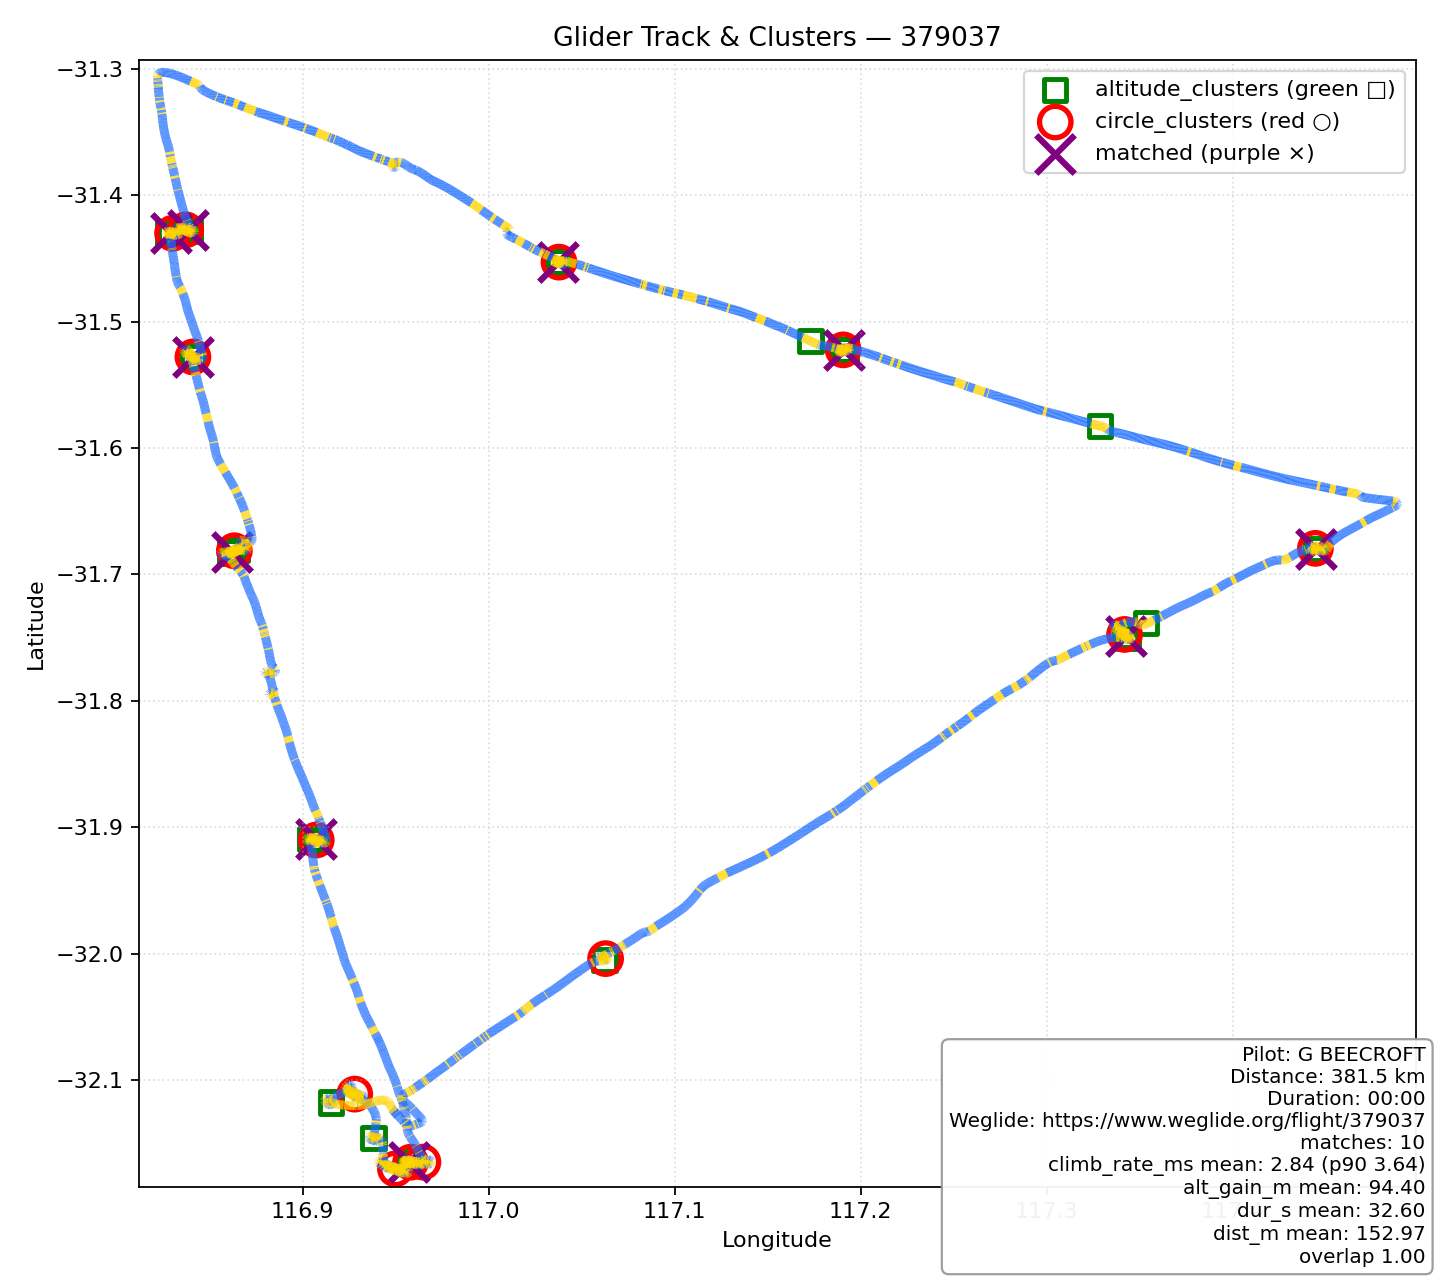 Glider Track & Clusters — 379037
altitude_clusters (green □)
circle_clusters (red ○)
matched (purple ×)
Latitude
−31.3
−31.4
−31.5
−31.6
−31.7
−31.8
−31.9
−32.0
−32.1
116.9
117.0
117.1
117.2
117.3
Longitude
Pilot: G BEECROFT
Distance: 381.5 km
Duration: 00:00
Weglide: https://www.weglide.org/flight/379037
matches: 10
climb_rate_ms mean: 2.84 (p90 3.64)
alt_gain_m mean: 94.40
dur_s mean: 32.60
dist_m mean: 152.97
overlap 1.00